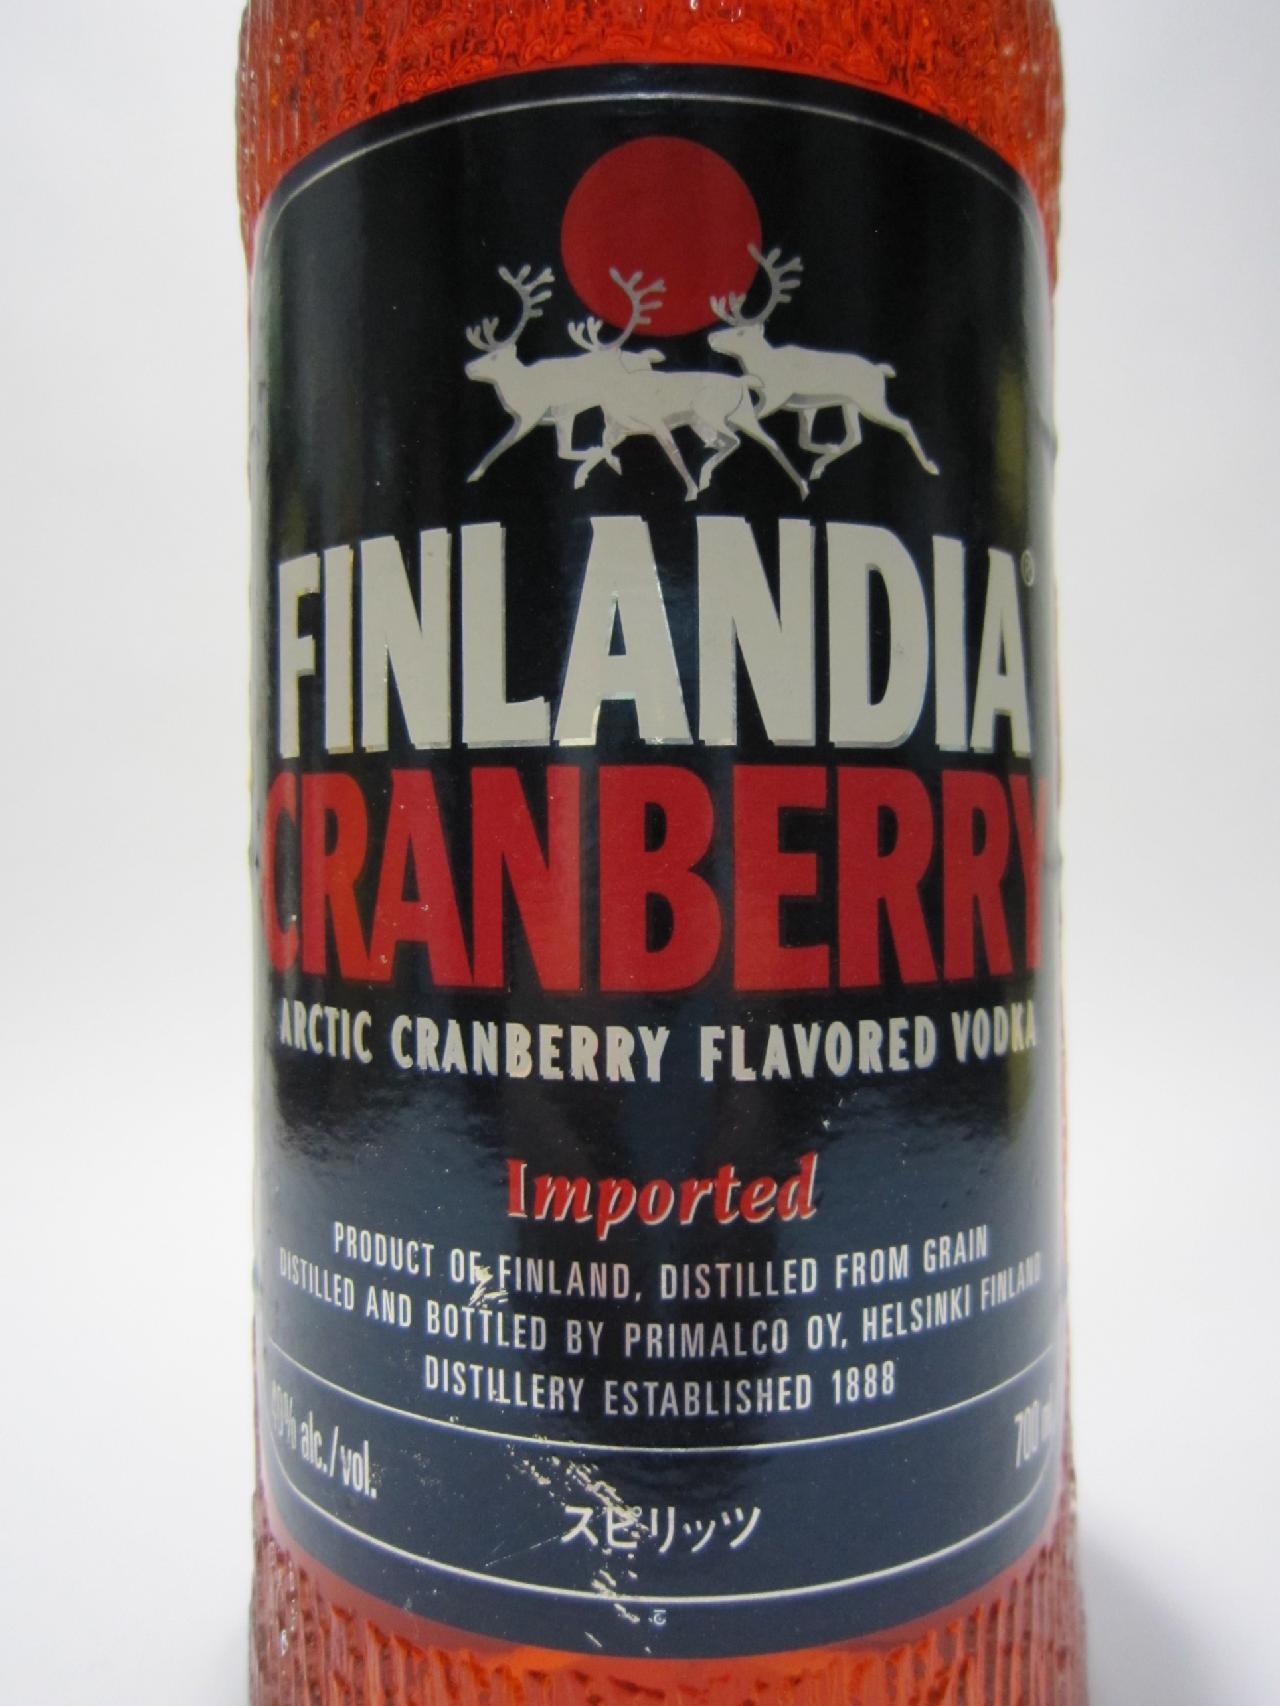 FINLANDIA®
CRANBERRY
ARCTIC CRANBERRY FLAVORED VODKA
Imported
PRODUCT OF FINLAND, DISTILLED FROM GRAIN
DISTILLED AND BOTTLED BY PRIMALCO OY, HELSINKI FINLAND
DISTILLERY ESTABLISHED 1888
alc./vol. 700
スピリッツ